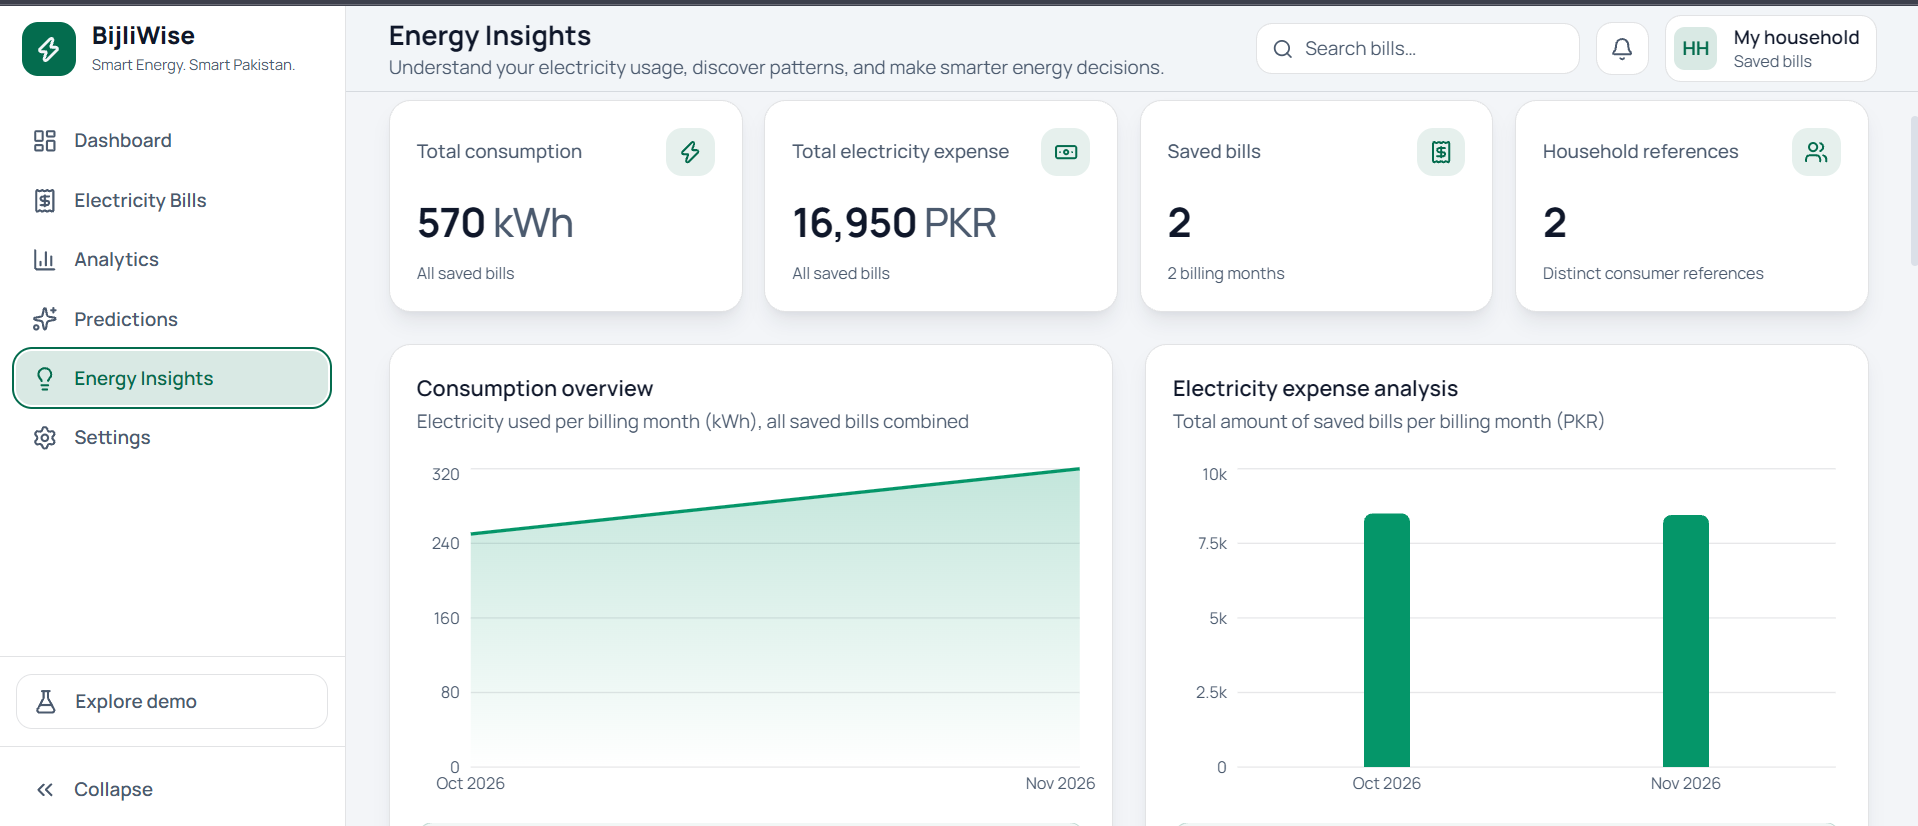 BijliWise
Smart Energy. Smart Pakistan.
Dashboard
Electricity Bills
Analytics
Predictions
Energy Insights
Settings
Explore demo
Collapse
Energy Insights
Understand your electricity usage, discover patterns, and make smarter energy decisions.
Search bills...
HH
My household
Saved bills
Total consumption
570 kWh
All saved bills
Total electricity expense
16,950 PKR
All saved bills
Saved bills
2
2 billing months
Household references
2
Distinct consumer references
Consumption overview
Electricity used per billing month (kWh), all saved bills combined
320
240
160
80
0
Oct 2026
Nov 2026
Electricity expense analysis
Total amount of saved bills per billing month (PKR)
10k
7.5k
5k
2.5k
0
Oct 2026
Nov 2026